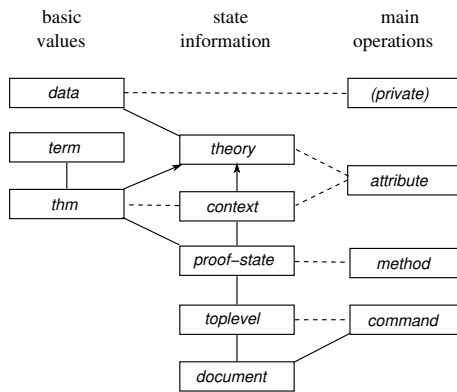 basic values
state information
main operations
data
(private)
term
theory
attribute
thm
context
proof–state
method
toplevel
command
document